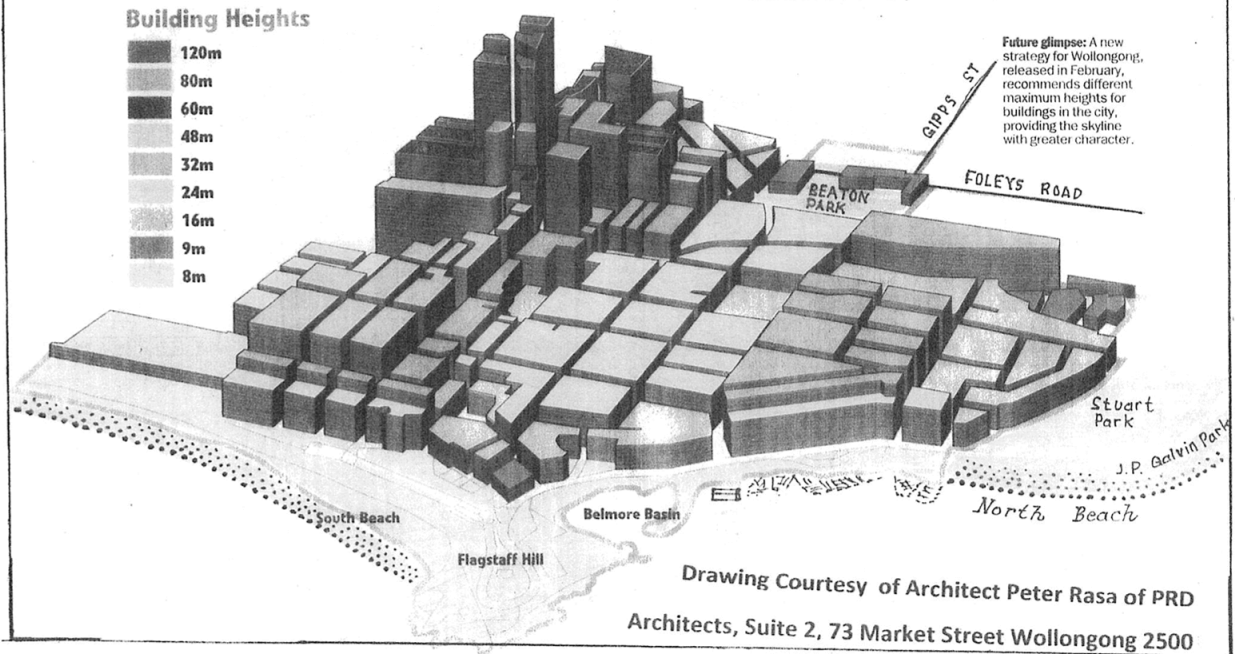 Building Heights
120m
80m
60m
48m
32m
24m
16m
9m
8m
Future glimpse: A new
strategy for Wollongong,
released in February,
recommends different
maximum heights for
buildings in the city,
providing the skyline
with greater character.
GIPPS ST
FOLEYS ROAD
BEATON
PARK
Stuart
Park
J.P. Galvin Park
North Beach
South Beach
Belmore Basin
Flagstaff Hill
Drawing Courtesy of Architect Peter Rasa of PRD
Architects, Suite 2, 73 Market Street Wollongong 2500